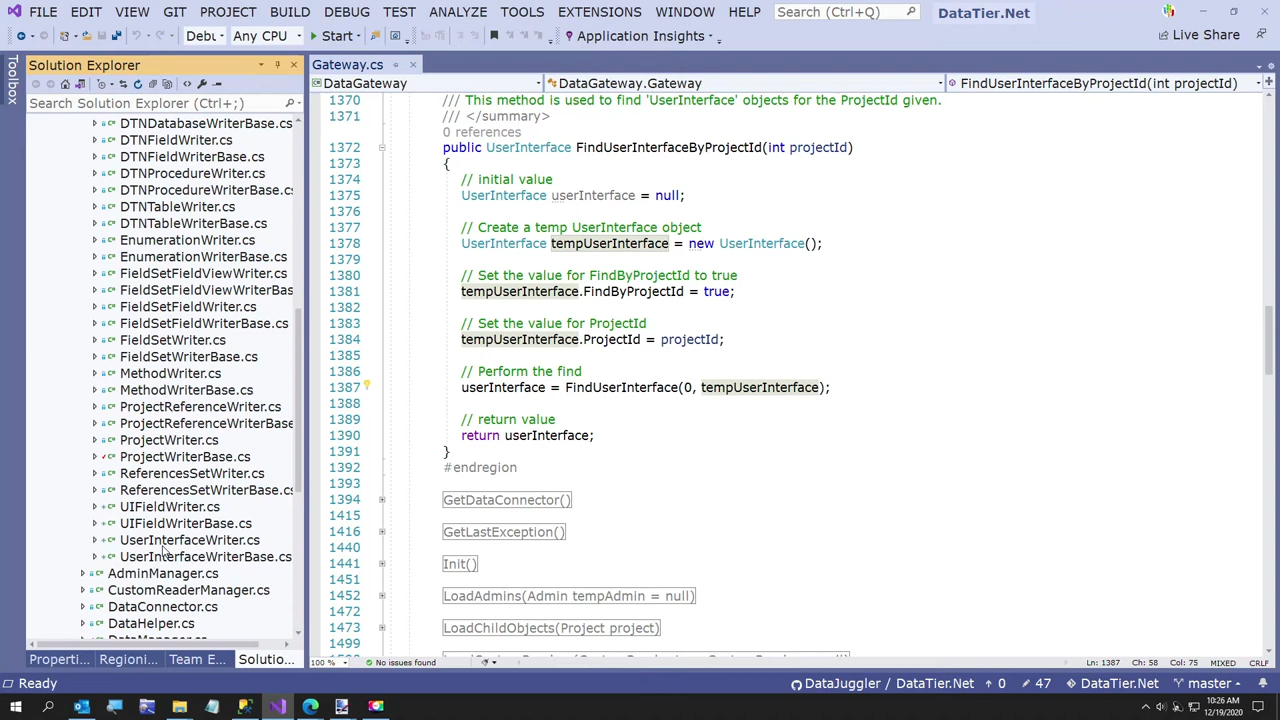 FILE EDIT VIEW GIT PROJECT BUILD DEBUG TEST ANALYZE TOOLS EXTENSIONS WINDOW HELP Search (Ctrl+Q) DataTier.Net
Debu Any CPU Start Application Insights Live Share
Toolbox
Solution Explorer
Search Solution Explorer (Ctrl+;)
DTNDatabaseWriterBase.cs
DTNFieldWriter.cs
DTNFieldWriterBase.cs
DTNProcedureWriter.cs
DTNProcedureWriterBase.cs
DTNTableWriter.cs
DTNTableWriterBase.cs
EnumerationWriter.cs
EnumerationWriterBase.cs
FieldSetFieldViewWriter.cs
FieldSetFieldViewWriterBase
FieldSetFieldWriter.cs
FieldSetFieldWriterBase.cs
FieldSetWriter.cs
FieldSetWriterBase.cs
MethodWriter.cs
MethodWriterBase.cs
ProjectReferenceWriter.cs
ProjectReferenceWriterBase
ProjectWriter.cs
ProjectWriterBase.cs
ReferencesSetWriter.cs
ReferencesSetWriterBase.cs
UIFieldWriter.cs
UIFieldWriterBase.cs
UserInterfaceWriter.cs
UserInterfaceWriterBase.cs
AdminManager.cs
CustomReaderManager.cs
DataConnector.cs
DataHelper.cs
Properti... Regioni... Team E... Solutio...
Gateway.cs
DataGateway DataGateway.Gateway FindUserInterfaceByProjectId(int projectId)
1370 /// This method is used to find 'UserInterface' objects for the ProjectId given.
1371 /// </summary>
0 references
1372 public UserInterface FindUserInterfaceByProjectId(int projectId)
1373 {
1374 // initial value
1375 UserInterface userInterface = null;
1376
1377 // Create a temp UserInterface object
1378 UserInterface tempUserInterface = new UserInterface();
1379
1380 // Set the value for FindByProjectId to true
1381 tempUserInterface.FindByProjectId = true;
1382
1383 // Set the value for ProjectId
1384 tempUserInterface.ProjectId = projectId;
1385
1386 // Perform the find
1387 userInterface = FindUserInterface(0, tempUserInterface);
1388
1389 // return value
1390 return userInterface;
1391 }
1392 #endregion
1393
1394 GetDataConnector()
1415
1416 GetLastException()
1440
1441 Init()
1451
1452 LoadAdmins(Admin tempAdmin = null)
1472
1473 LoadChildObjects(Project project)
1499
100 % No issues found Ln: 1387 Ch: 58 Col: 75 MIXED CRLF
Ready DataJuggler / DataTier.Net 0 47 DataTier.Net master
10:26 AM
12/19/2020